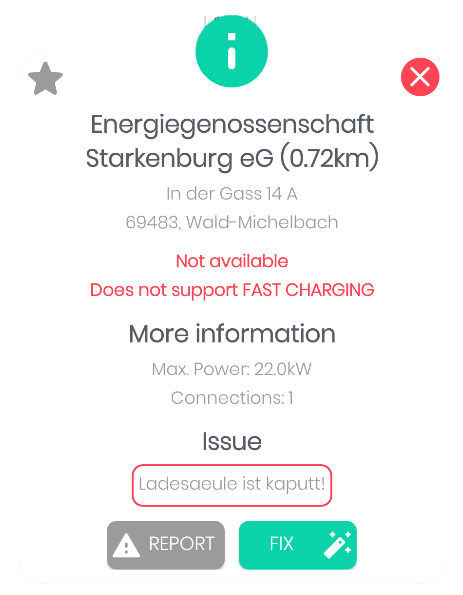 Energiegenossenschaft
Starkenburg eG (0.72km)
In der Gass 14 A
69483, Wald-Michelbach
Not available
Does not support FAST CHARGING
More information
Max. Power: 22.0kW
Connections: 1
Issue
Ladesaeule ist kaputt!
REPORT
FIX